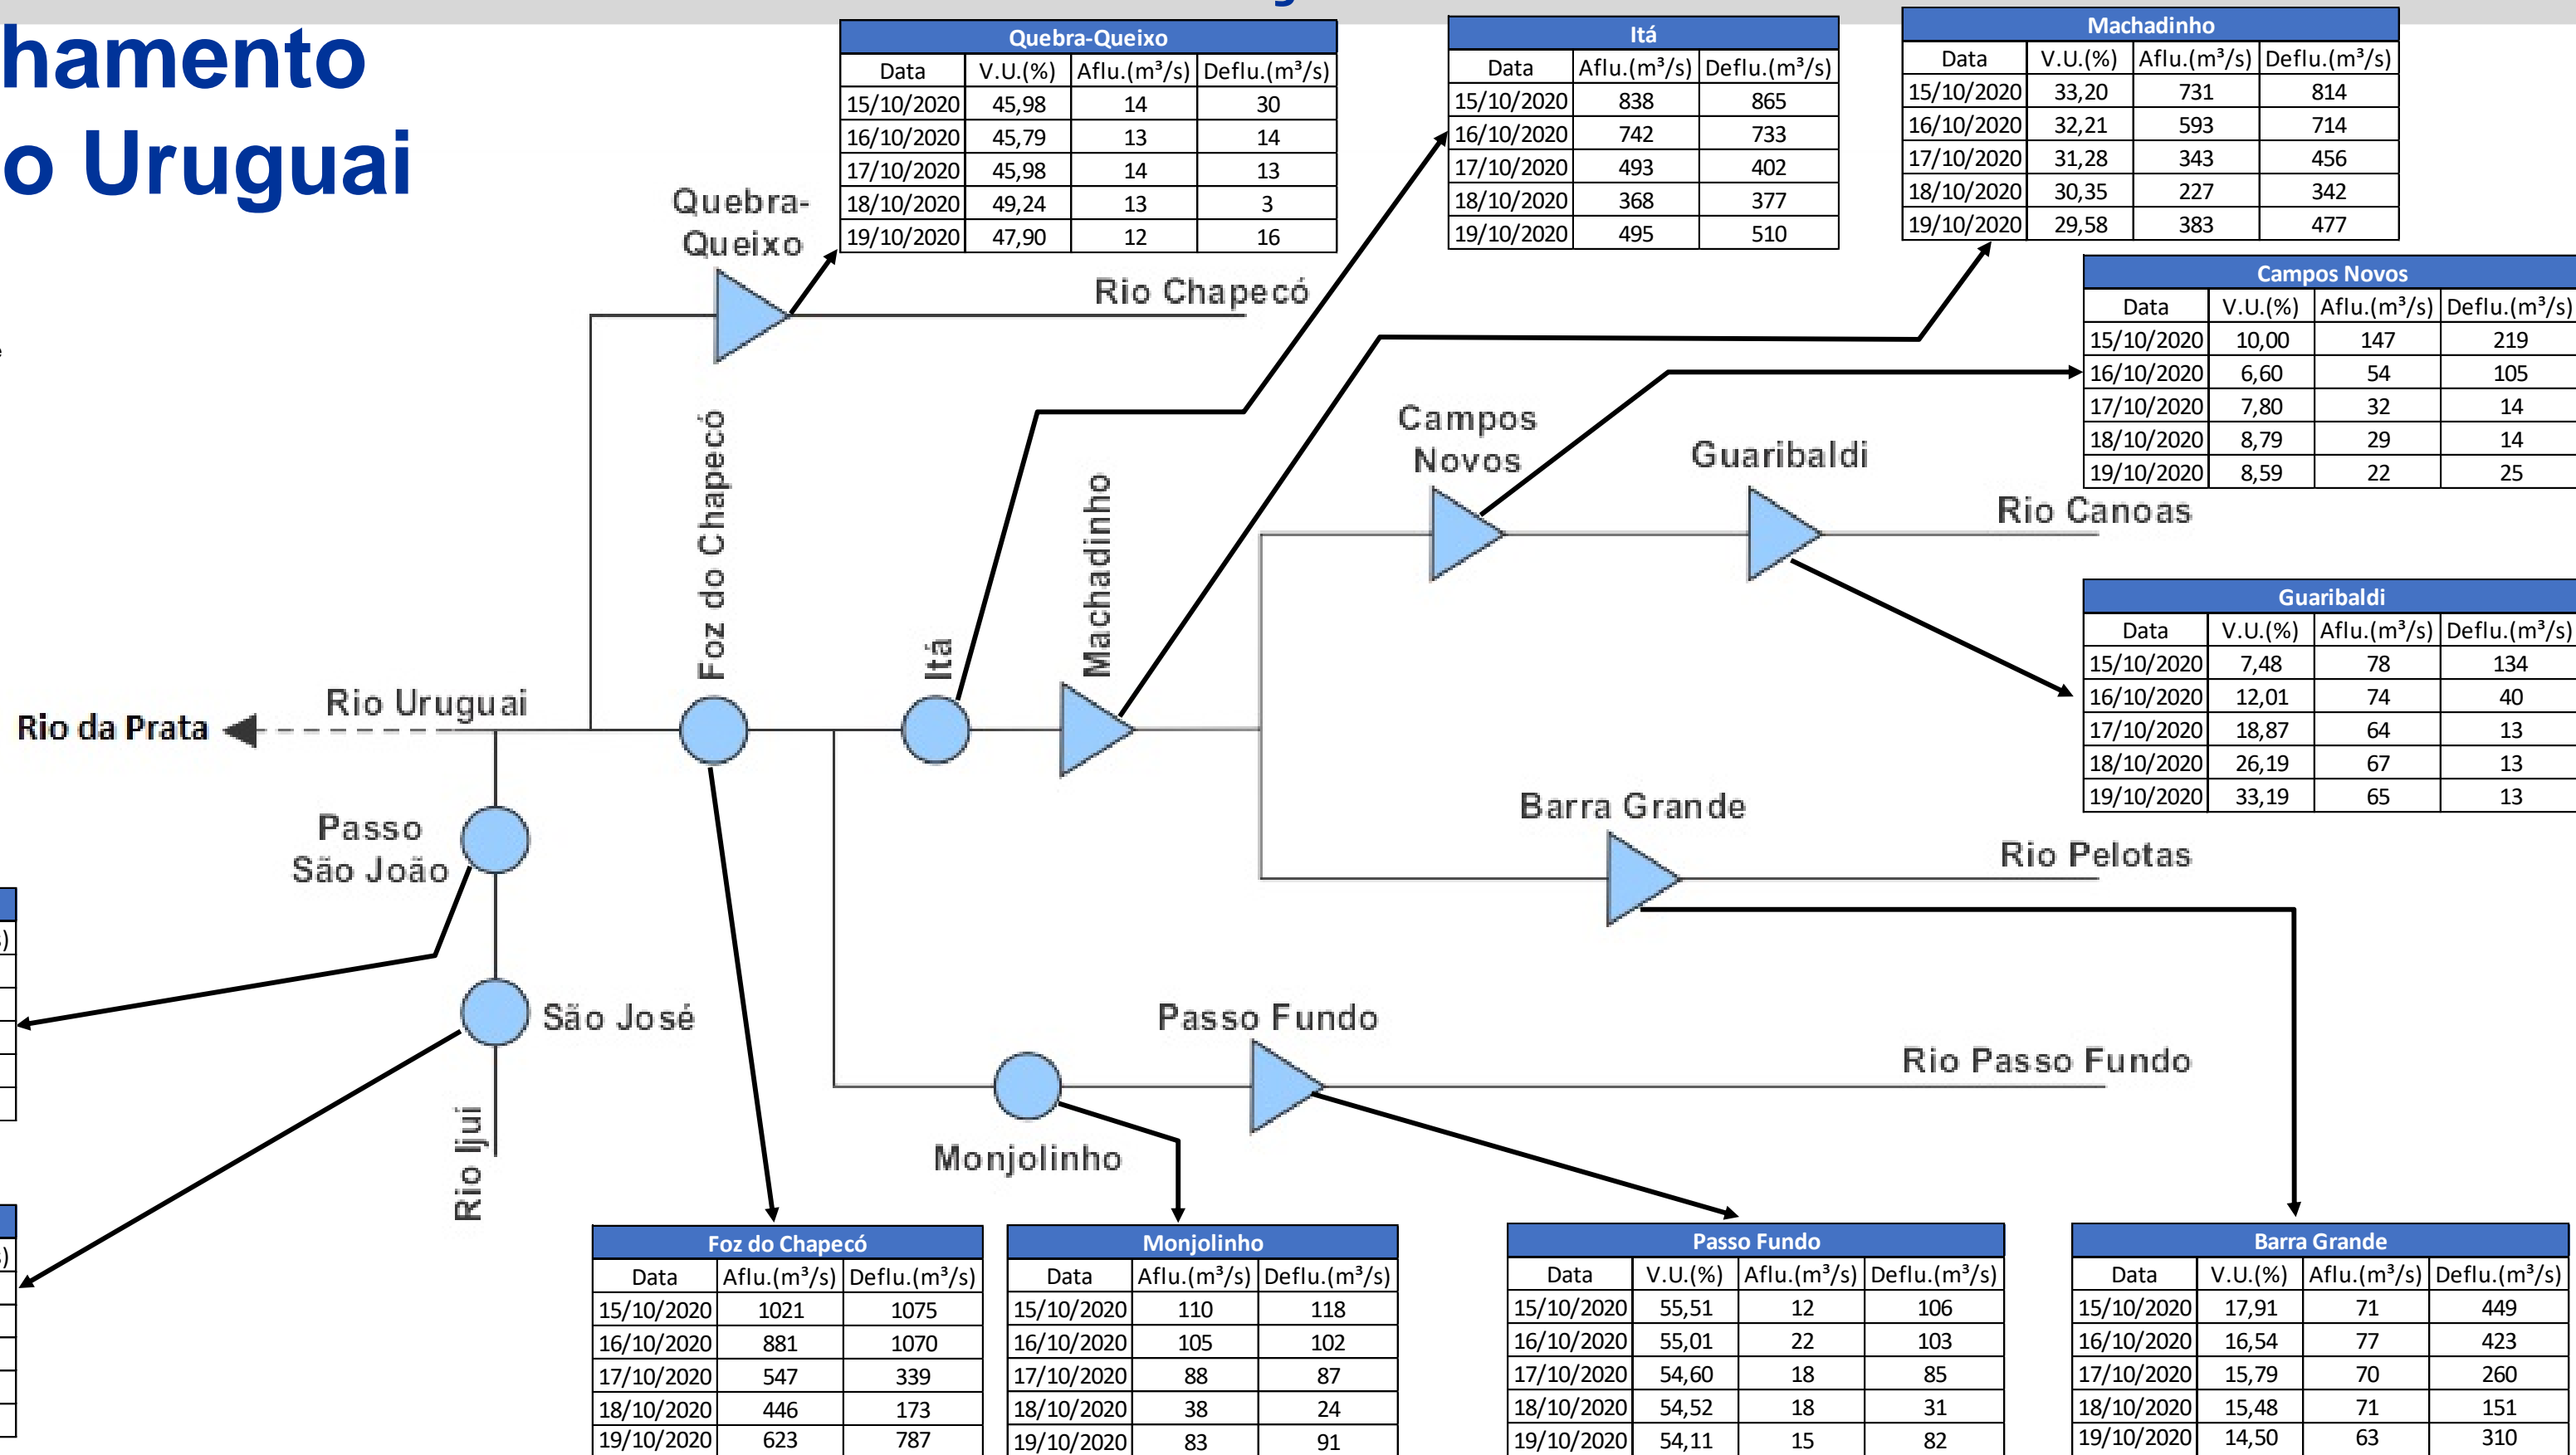 hamento
o Uruguai
Quebra-Queixo
Data V.U.(%) Aflu.(m³/s) Deflu.(m³/s)
15/10/2020 45,98 14 30
16/10/2020 45,79 13 14
17/10/2020 45,98 14 13
18/10/2020 49,24 13 3
19/10/2020 47,90 12 16
Itá
Data Aflu.(m³/s) Deflu.(m³/s)
15/10/2020 838 865
16/10/2020 742 733
17/10/2020 493 402
18/10/2020 368 377
19/10/2020 495 510
Machadinho
Data V.U.(%) Aflu.(m³/s) Deflu.(m³/s)
15/10/2020 33,20 731 814
16/10/2020 32,21 593 714
17/10/2020 31,28 343 456
18/10/2020 30,35 227 342
19/10/2020 29,58 383 477
Campos Novos
Data V.U.(%) Aflu.(m³/s) Deflu.(m³/s)
15/10/2020 10,00 147 219
16/10/2020 6,60 54 105
17/10/2020 7,80 32 14
18/10/2020 8,79 29 14
19/10/2020 8,59 22 25
Guaribaldi
Data V.U.(%) Aflu.(m³/s) Deflu.(m³/s)
15/10/2020 7,48 78 134
16/10/2020 12,01 74 40
17/10/2020 18,87 64 13
18/10/2020 26,19 67 13
19/10/2020 33,19 65 13
Quebra-
Queixo
Rio Chapecó
Foz do Chapecó
Itá
Machadinho
Campos
Novos
Guaribaldi
Rio Canoas
Rio da Prata
Rio Uruguai
Passo
São João
São José
Rio Ijui
Barra Grande
Rio Pelotas
Passo Fundo
Rio Passo Fundo
Monjolinho
Foz do Chapecó
Data Aflu.(m³/s) Deflu.(m³/s)
15/10/2020 1021 1075
16/10/2020 881 1070
17/10/2020 547 339
18/10/2020 446 173
19/10/2020 623 787
Monjolinho
Data Aflu.(m³/s) Deflu.(m³/s)
15/10/2020 110 118
16/10/2020 105 102
17/10/2020 88 87
18/10/2020 38 24
19/10/2020 83 91
Passo Fundo
Data V.U.(%) Aflu.(m³/s) Deflu.(m³/s)
15/10/2020 55,51 12 106
16/10/2020 55,01 22 103
17/10/2020 54,60 18 85
18/10/2020 54,52 18 31
19/10/2020 54,11 15 82
Barra Grande
Data V.U.(%) Aflu.(m³/s) Deflu.(m³/s)
15/10/2020 17,91 71 449
16/10/2020 16,54 77 423
17/10/2020 15,79 70 260
18/10/2020 15,48 71 151
19/10/2020 14,50 63 310